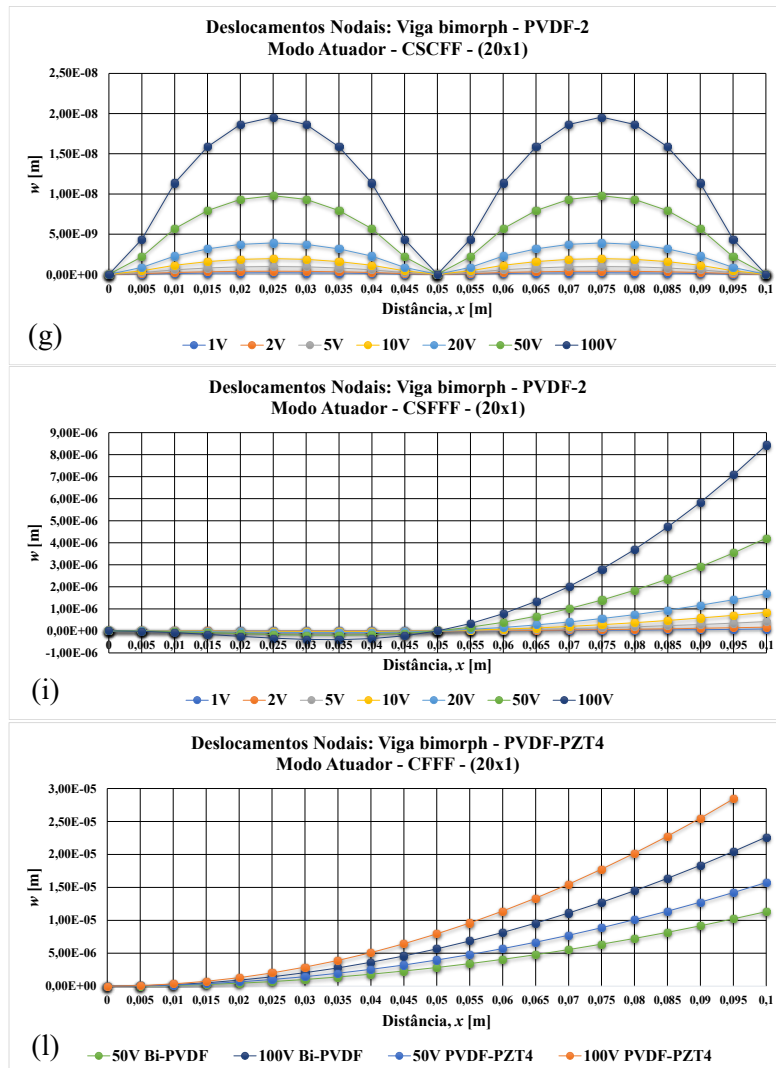 Deslocamentos Nodais: Viga bimorph - PVDF-2
Modo Atuador - CSCFF - (20x1)
2,50E-08
2,00E-08
1,50E-08
1,00E-08
5,00E-09
0,00E+00
w [m]
0 0,005 0,01 0,015 0,02 0,025 0,03 0,035 0,04 0,045 0,05 0,055 0,06 0,065 0,07 0,075 0,08 0,085 0,09 0,095 0,1
Distância, x [m]
(g)
1V 2V 5V 10V 20V 50V 100V
Deslocamentos Nodais: Viga bimorph - PVDF-2
Modo Atuador - CSFFF - (20x1)
9,00E-06
8,00E-06
7,00E-06
6,00E-06
5,00E-06
4,00E-06
3,00E-06
2,00E-06
1,00E-06
0,00E+00
-1,00E-06
w [m]
0 0,005 0,01 0,015 0,02 0,025 0,03 0,035 0,04 0,045 0,05 0,055 0,06 0,065 0,07 0,075 0,08 0,085 0,09 0,095 0,1
Distância, x [m]
(i)
1V 2V 5V 10V 20V 50V 100V
Deslocamentos Nodais: Viga bimorph - PVDF-PZT4
Modo Atuador - CFFF - (20x1)
3,00E-05
2,50E-05
2,00E-05
1,50E-05
1,00E-05
5,00E-06
0,00E+00
w [m]
0 0,005 0,01 0,015 0,02 0,025 0,03 0,035 0,04 0,045 0,05 0,055 0,06 0,065 0,07 0,075 0,08 0,085 0,09 0,095 0,1
Distância, x [m]
(l)
50V Bi-PVDF 100V Bi-PVDF 50V PVDF-PZT4 100V PVDF-PZT4